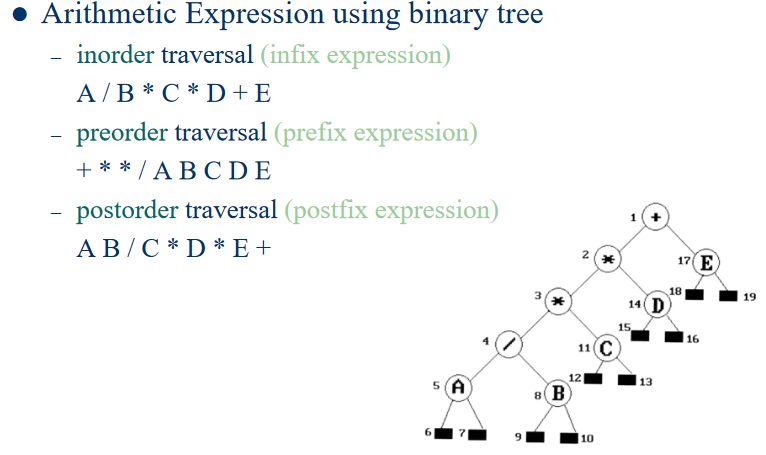 ● Arithmetic Expression using binary tree
– inorder traversal (infix expression)
A / B * C * D + E
– preorder traversal (prefix expression)
+ * * / A B C D E
– postorder traversal (postfix expression)
A B / C * D * E +
1 +
2 * 17 E
3 * 14 D 18 19
4 / 11 C 15 16
5 A 8 B 12 13
6 7 9 10